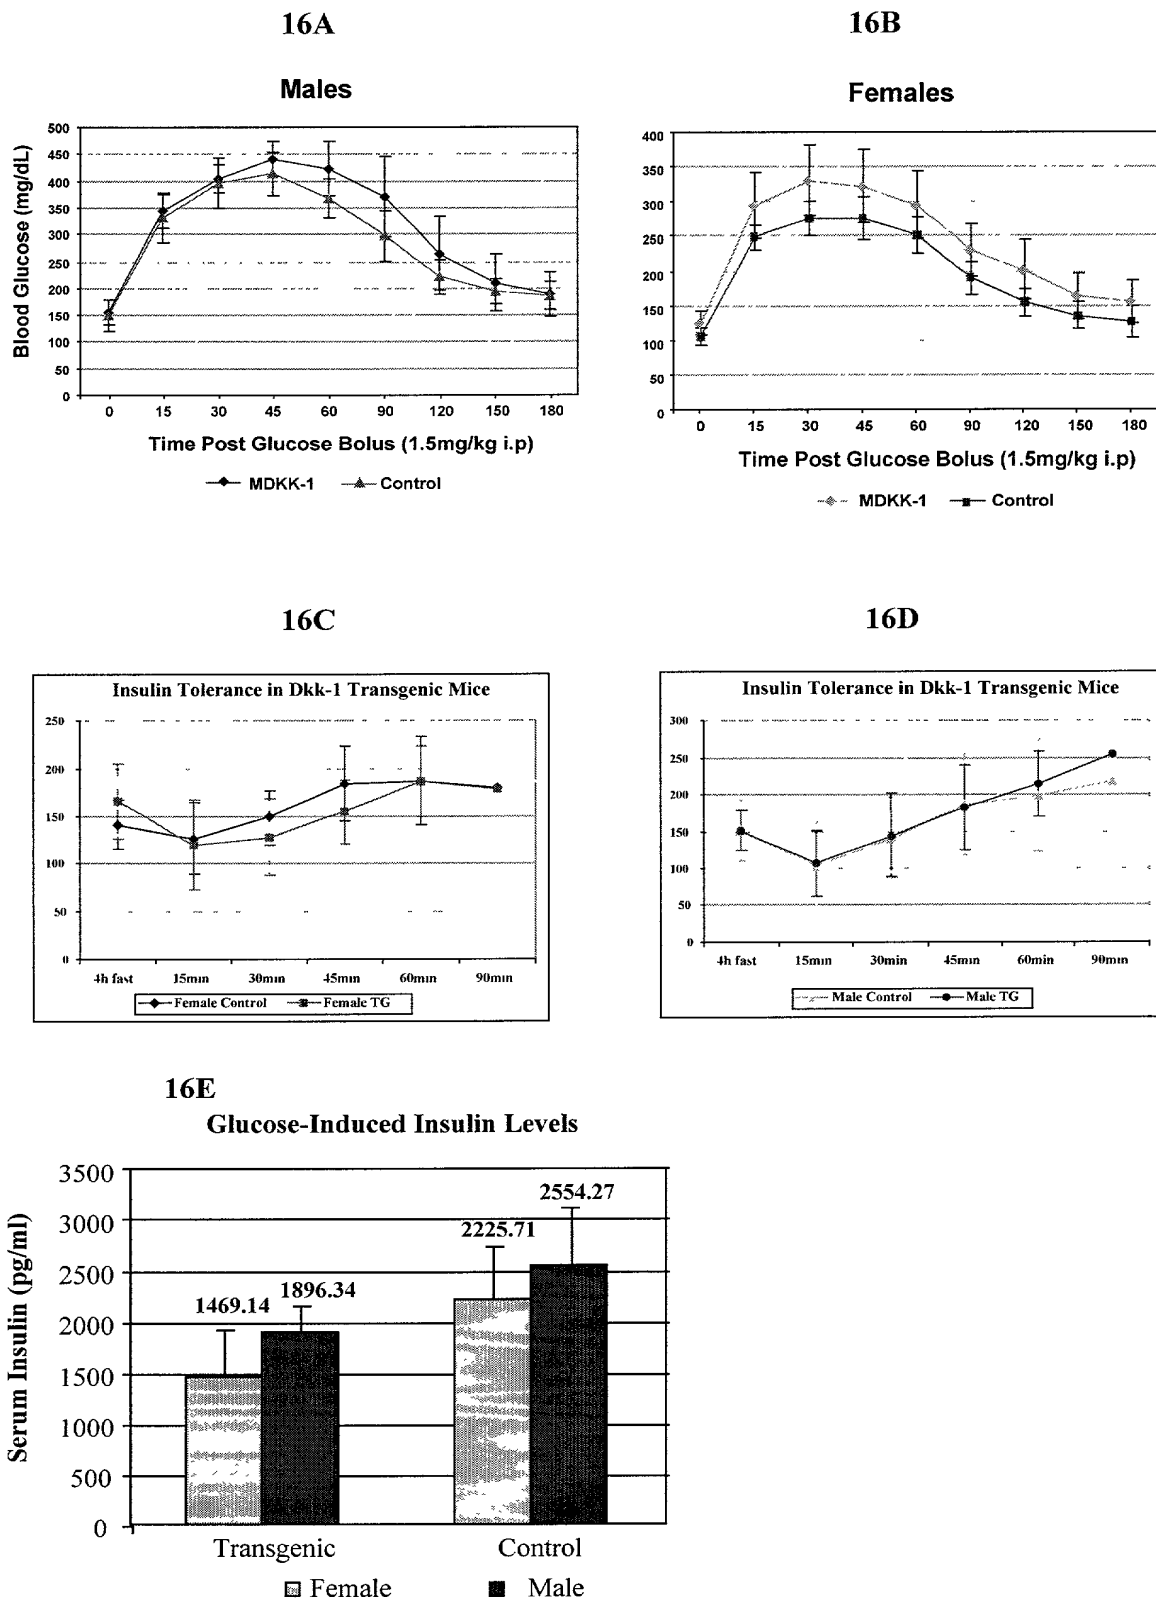 16A
Males
500
450
400
350
300
250
200
150
100
50
0
Blood Glucose (mg/dL)
0 15 30 45 60 90 120 150 180
Time Post Glucose Bolus (1.5mg/kg i.p)
MDKK-1 Control
16B
Females
400
350
300
250
200
150
100
50
0
0 15 30 45 60 90 120 150 180
Time Post Glucose Bolus (1.5mg/kg i.p)
MDKK-1 Control
16C
Insulin Tolerance in Dkk-1 Transgenic Mice
250
200
150
100
50
0
4h fast 15min 30min 45min 60min 90min
Female Control Female TG
16D
Insulin Tolerance in Dkk-1 Transgenic Mice
300
250
200
150
100
50
0
4h fast 15min 30min 45min 60min 90min
Male Control Male TG
16E
Glucose-Induced Insulin Levels
3500
3000
2500
2000
1500
1000
500
0
Serum Insulin (pg/ml)
1469.14
1896.34
2225.71
2554.27
Transgenic Control
Female Male